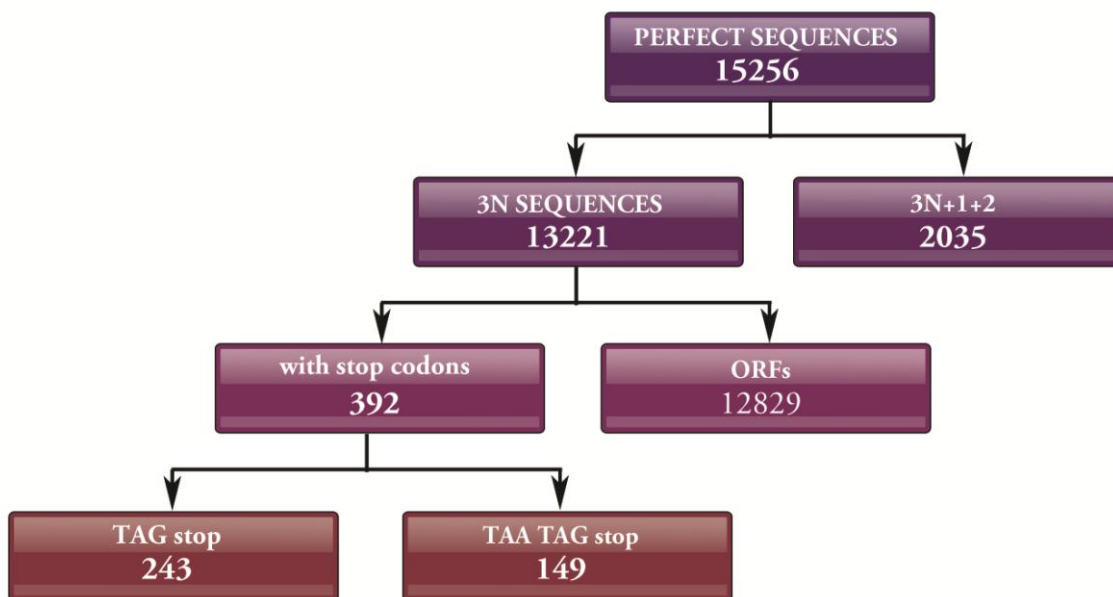 PERFECT SEQUENCES
15256
3N SEQUENCES
13221
3N+1+2
2035
with stop codons
392
ORFs
12829
TAG stop
243
TAA TAG stop
149